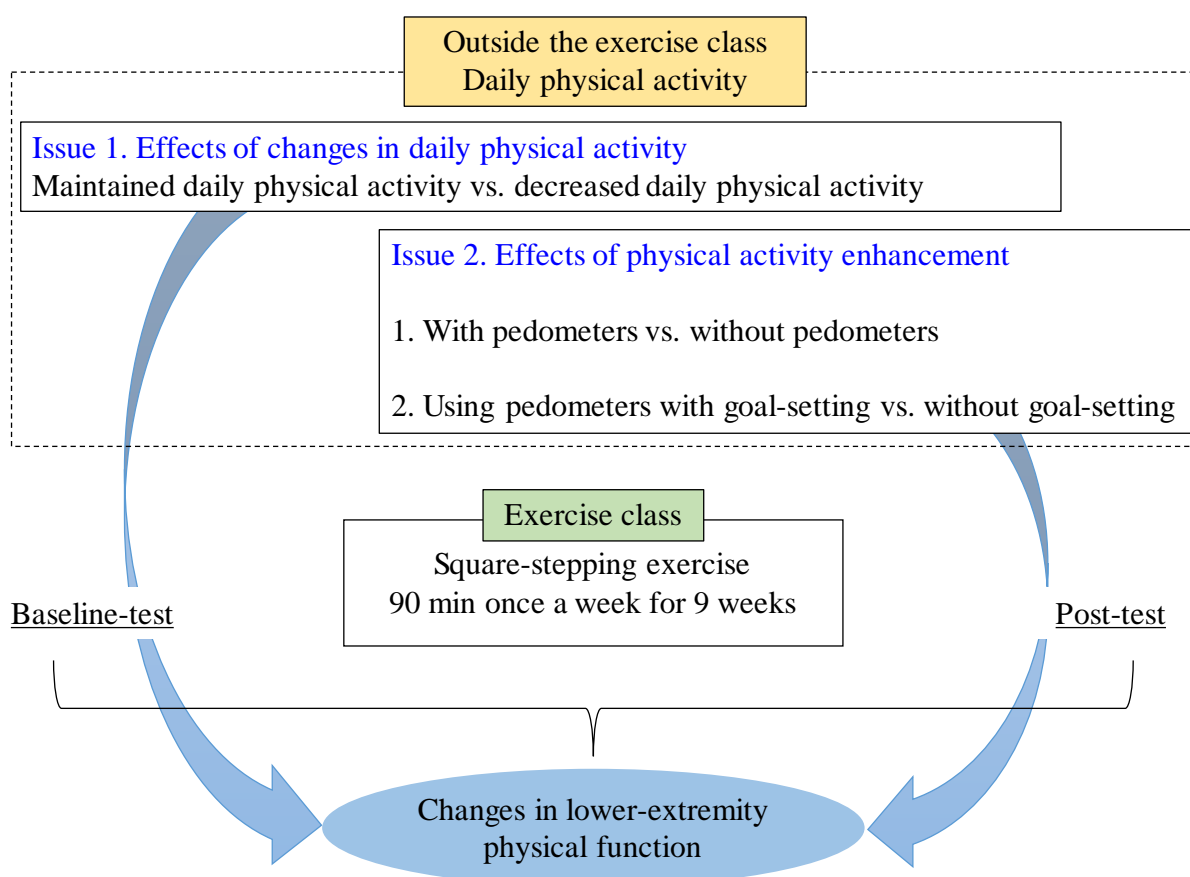 Outside the exercise class
Daily physical activity
Issue 1. Effects of changes in daily physical activity
Maintained daily physical activity vs. decreased daily physical activity
Issue 2. Effects of physical activity enhancement
1. With pedometers vs. without pedometers
2. Using pedometers with goal-setting vs. without goal-setting
Exercise class
Square-stepping exercise
90 min once a week for 9 weeks
Baseline-test
Post-test
Changes in lower-extremity
physical function